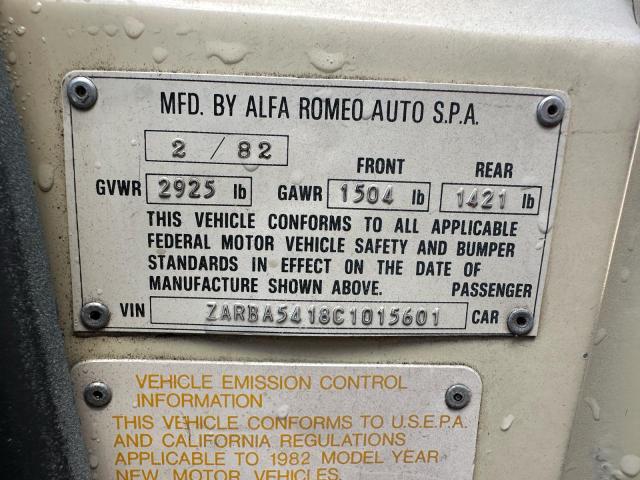 MFD. BY ALFA ROMEO AUTO S.P.A.
2 / 82
FRONT REAR
GVWR 2925 lb GAWR 1504 lb 1421 lb
THIS VEHICLE CONFORMS TO ALL APPLICABLE
FEDERAL MOTOR VEHICLE SAFETY AND BUMPER
STANDARDS IN EFFECT ON THE DATE OF
MANUFACTURE SHOWN ABOVE. PASSENGER
VIN ZARBA5418C1015601 CAR
VEHICLE EMISSION CONTROL
INFORMATION
THIS VEHICLE CONFORMS TO U.S.E.P.A.
AND CALIFORNIA REGULATIONS
APPLICABLE TO 1982 MODEL YEAR
NEW MOTOR VEHICLES.